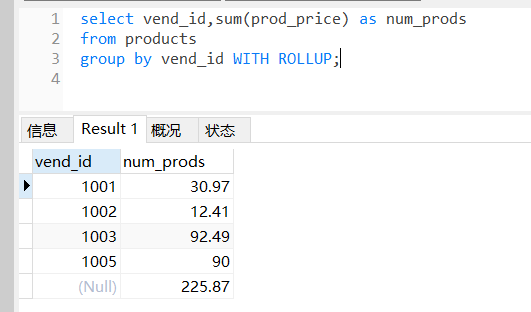 1 select vend_id,sum(prod_price) as num_prods
2 from products
3 group by vend_id WITH ROLLUP;
4
信息 Result 1 概况 状态
vend_id num_prods
1001 30.97
1002 12.41
1003 92.49
1005 90
(Null) 225.87